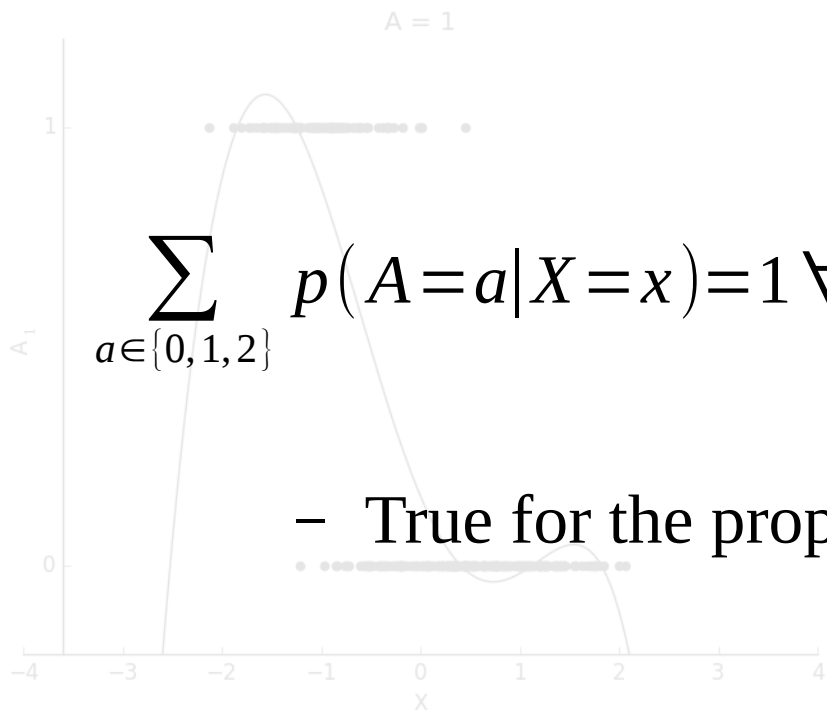 A = 1
1
∑ p(A=a|X=x)=1
a∈{0,1,2}
A₁
– True for the
0
−4 −3 −2 −1 0 1 2 3 4
X